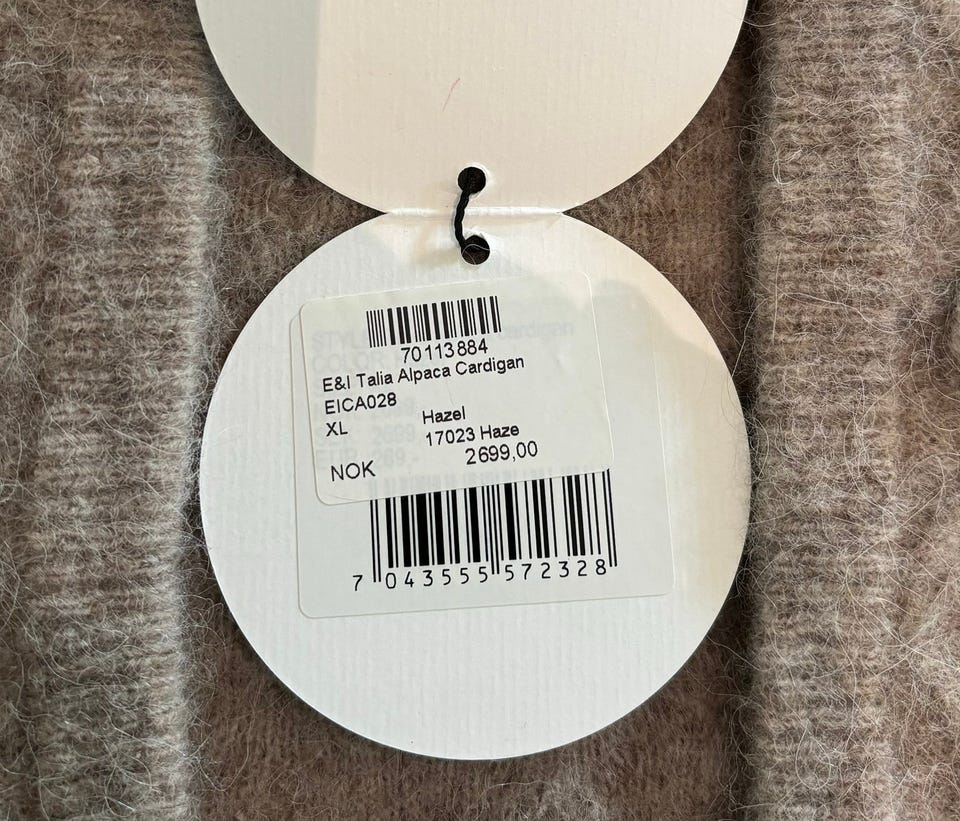 70113884
E&I Talia Alpaca Cardigan
EICA028
XL Hazel
17023 Haze
NOK 2699,00
7 043555 572328